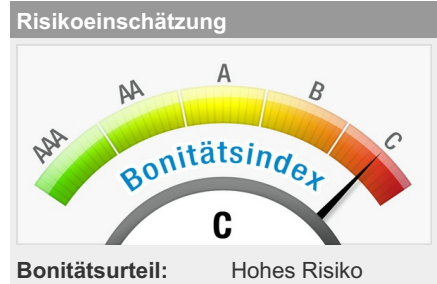 Risikoeinschätzung
AAA
AA
A
B
C
Bonitätsindex
C
Bonitätsurteil: Hohes Risiko